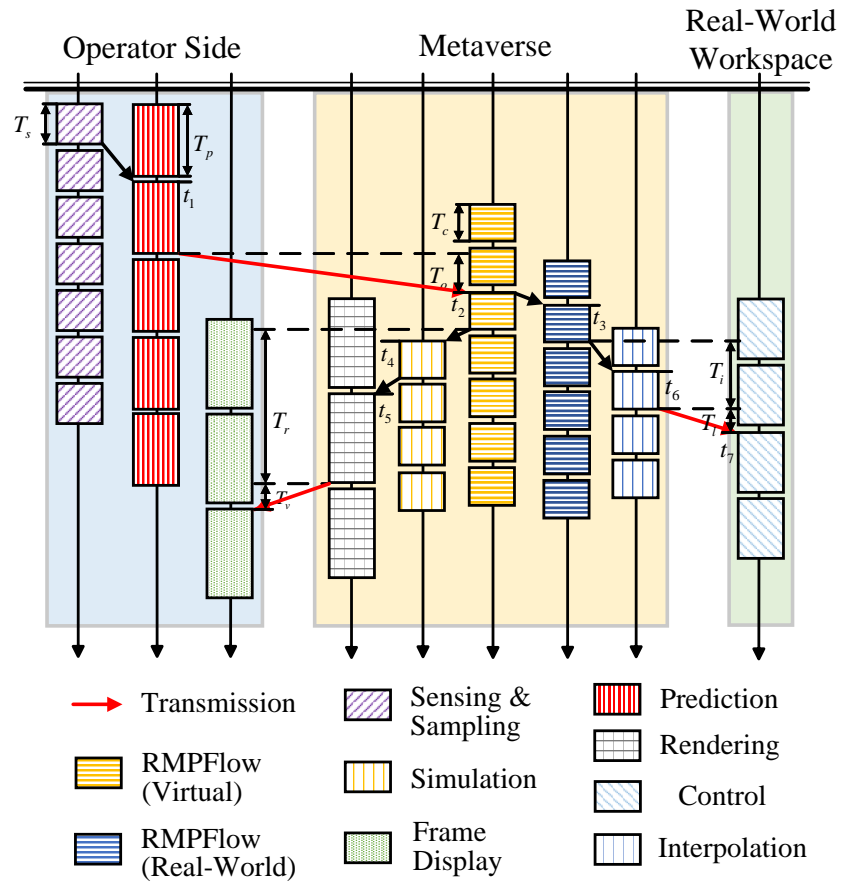 Operator Side
Metaverse
Real-World
Workspace
T_s
T_p
t_1
T_c
T_o
t_2
t_3
t_4
T_i
t_6
t_5
T_r
T_l
t_7
T_v
Transmission
Sensing &
Sampling
Prediction
Rendering
RMPFlow
(Virtual)
Simulation
Control
RMPFlow
(Real-World)
Frame
Display
Interpolation